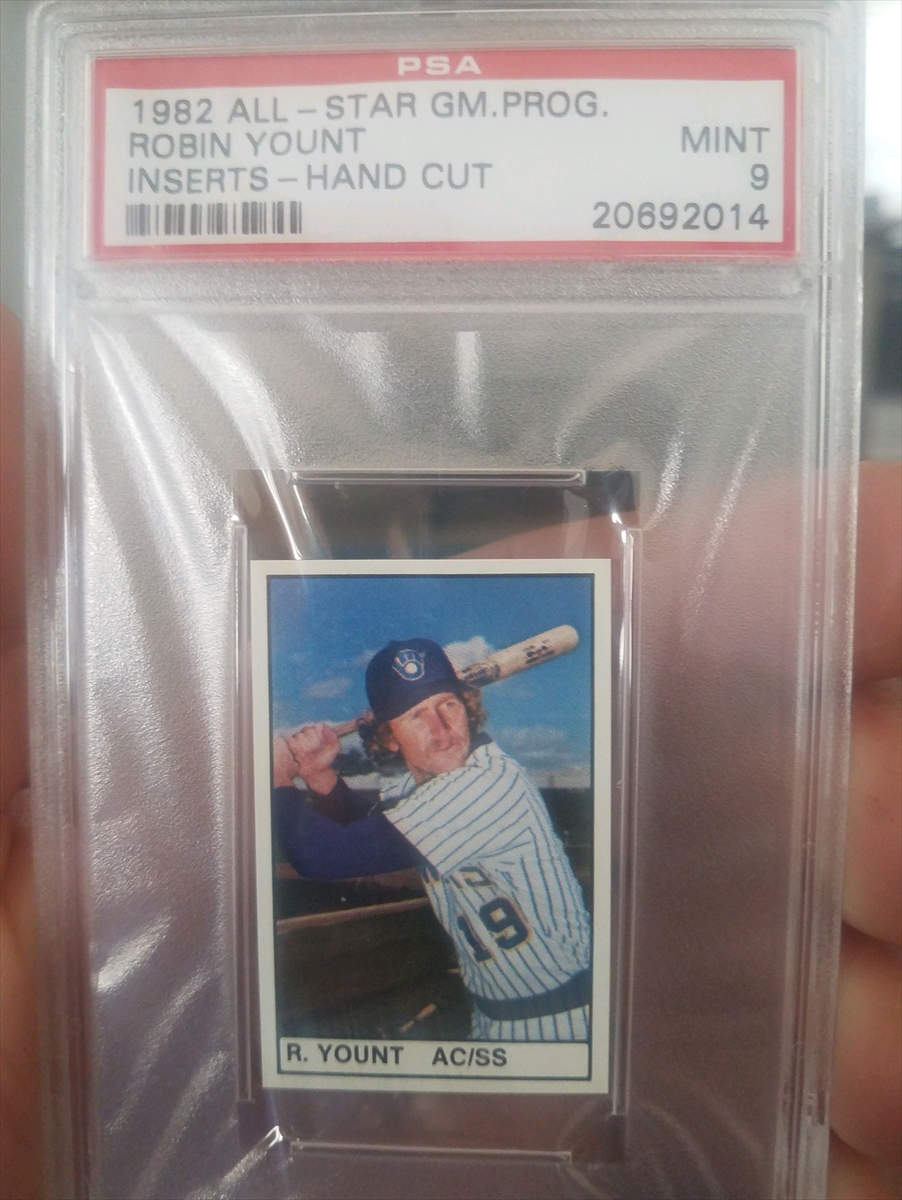 PSA
1982 ALL-STAR GM.PROG.
ROBIN YOUNT MINT
INSERTS-HAND CUT 9
20692014
19
R. YOUNT AC/SS